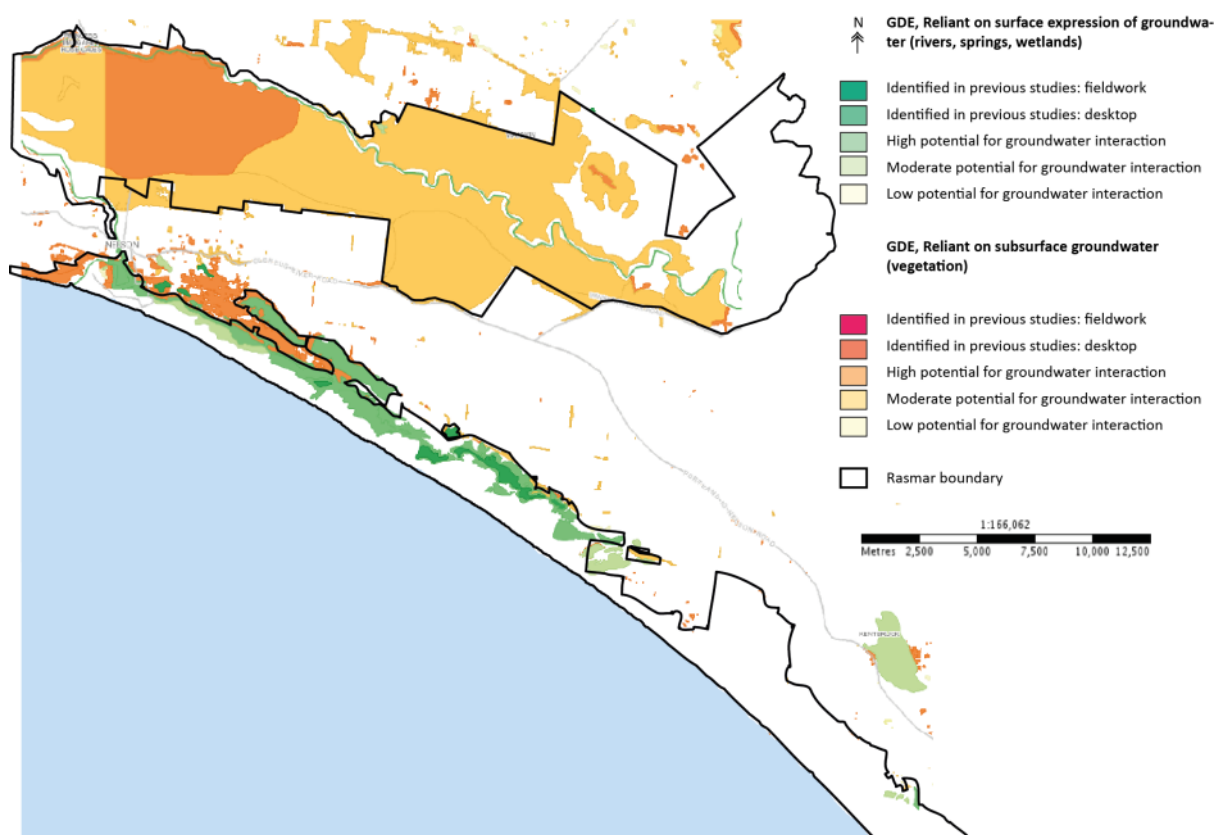 N
GDE, Reliant on surface expression of groundwa-
ter (rivers, springs, wetlands)
Identified in previous studies: fieldwork
Identified in previous studies: desktop
High potential for groundwater interaction
Moderate potential for groundwater interaction
Low potential for groundwater interaction
GDE, Reliant on subsurface groundwater
(vegetation)
Identified in previous studies: fieldwork
Identified in previous studies: desktop
High potential for groundwater interaction
Moderate potential for groundwater interaction
Low potential for groundwater interaction
Rasmar boundary
1:166,062
Metres 2,500 5,000 7,500 10,000 12,500
NELSON